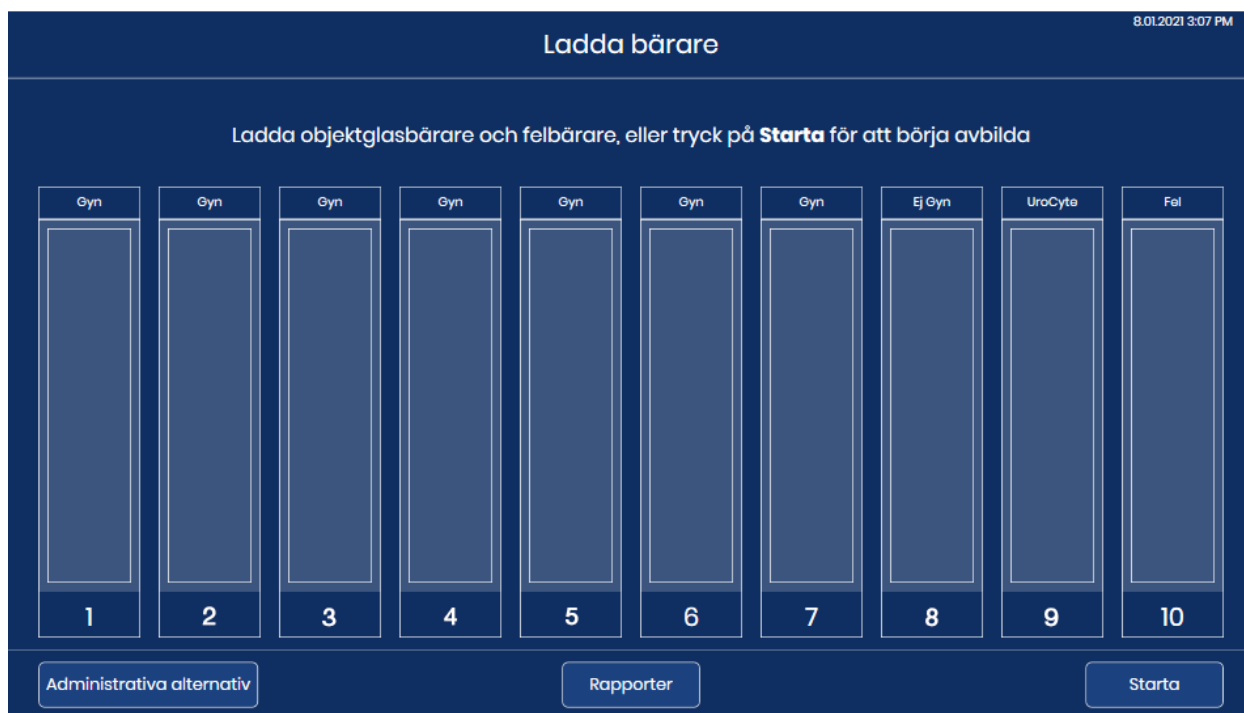 8.01.2021 3:07 PM
Ladda bärare
Ladda objektglasbärare och felbärare, eller tryck på Starta för att börja avbilda
Gyn Gyn Gyn Gyn Gyn Gyn Gyn Ej Gyn UroCyte Fel
1 2 3 4 5 6 7 8 9 10
Administrativa alternativ Rapporter Starta